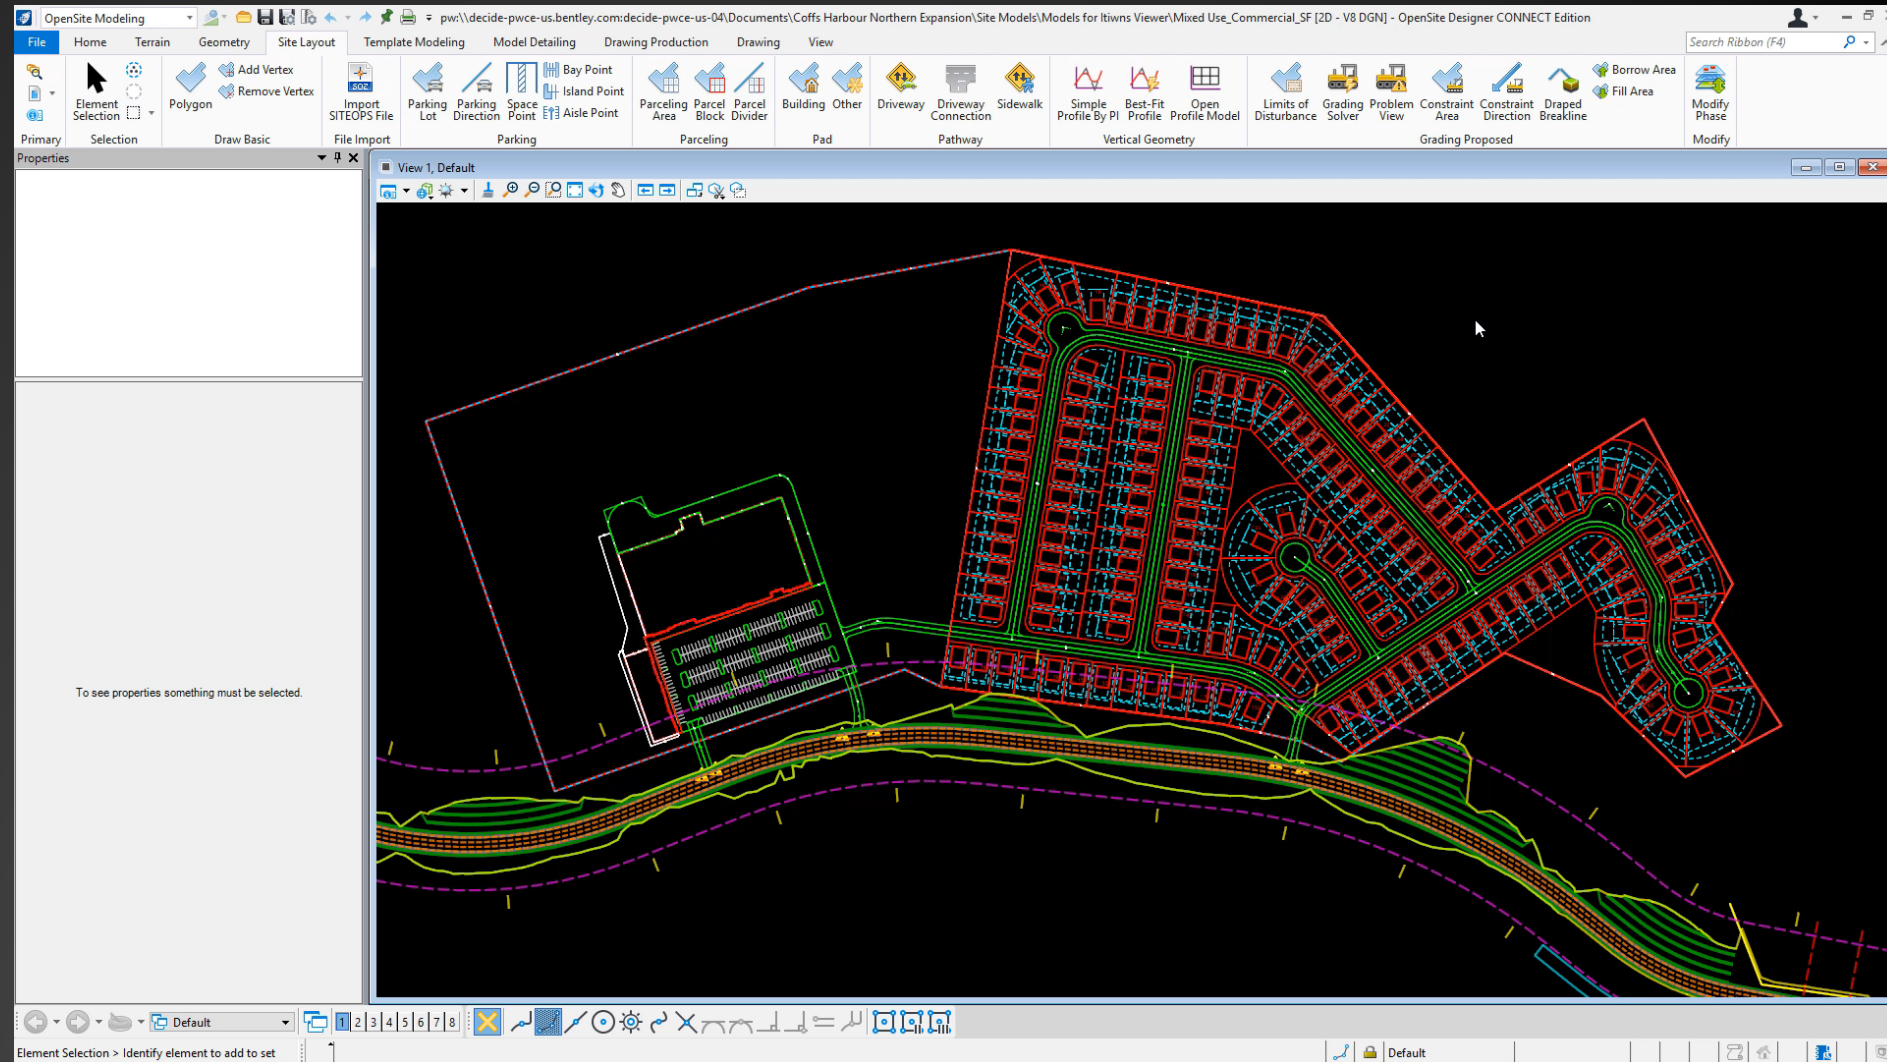 OpenSite Modeling
pw:\\decide-pwce-us.bentley.com:decide-pwce-us-04\Documents\Coffs Harbour Northern Expansion\Site Models\Models for Itiwns Viewer\Mixed Use_Commercial_SF [2D - V8 DGN] - OpenSite Designer CONNECT Edition
File Home Terrain Geometry Site Layout Template Modeling Model Detailing Drawing Production Drawing View
Search Ribbon (F4)
Element Selection
Polygon
Add Vertex
Remove Vertex
Import SITEOPS File
Parking Lot
Parking Direction
Space Point
Bay Point
Island Point
Aisle Point
Parceling Area
Parcel Block
Parcel Divider
Building
Other
Driveway
Driveway Connection
Sidewalk
Simple Profile By PI
Best-Fit Profile
Open Profile Model
Limits of Disturbance
Grading Solver
Problem View
Constraint Area
Constraint Direction
Draped Breakline
Borrow Area
Fill Area
Modify Phase
Primary Selection Draw Basic File Import Parking Parceling Pad Pathway Vertical Geometry Grading Proposed Modify
Properties
View 1, Default
To see properties something must be selected.
Default
1 2 3 4 5 6 7 8
Element Selection > Identify element to add to set
Default